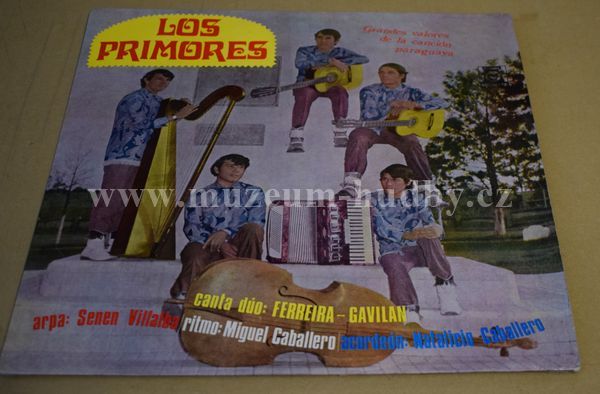 LOS
PRIMORES
Grandes valores
de la canción
paraguaya
www.muzeum-hudby.cz
canta dúo: FERREIRA - GAVILAN
arpa: Senen Villalba ritmo: Miguel Caballero acordeón: Natalicio Caballero